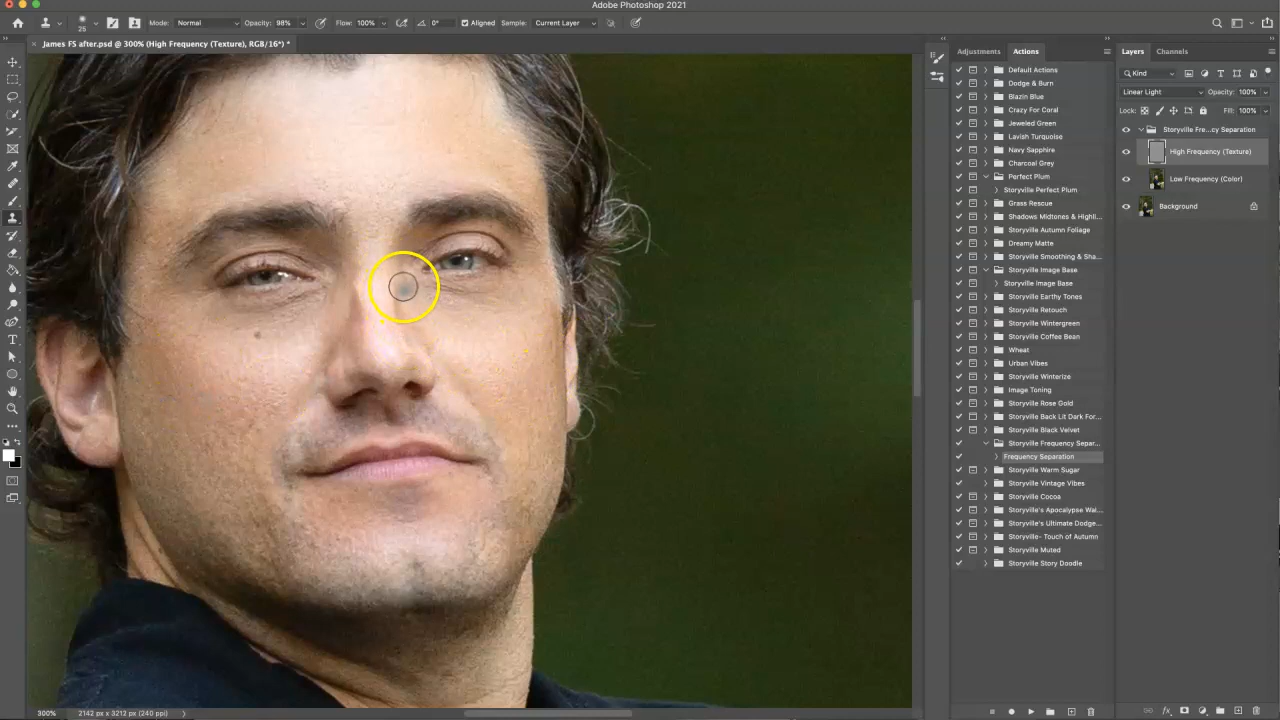 Adobe Photoshop 2021
25 Mode: Normal Opacity: 98% Flow: 100% 0° Aligned Sample: Current Layer
× James FS after.psd @ 300% (High Frequency (Texture), RGB/16*) *
Adjustments Actions
Default Actions
Dodge & Burn
Blazin Blue
Crazy For Coral
Jeweled Green
Lavish Turquoise
Navy Sapphire
Charcoal Grey
Perfect Plum
Storyville Perfect Plum
Grass Rescue
Shadows Midtones & Highli...
Storyville Autumn Foliage
Dreamy Matte
Storyville Smoothing & Sha...
Storyville Image Base
Storyville Image Base
Storyville Earthy Tones
Storyville Retouch
Storyville Wintergreen
Storyville Coffee Bean
Wheat
Urban Vibes
Storyville Winterize
Image Toning
Storyville Rose Gold
Storyville Back Lit Dark For...
Storyville Black Velvet
Storyville Frequency Separ...
Frequency Separation
Storyville Warm Sugar
Storyville Vintage Vibes
Storyville Cocoa
Storyville's Apocalypse Wal...
Storyville's Ultimate Dodge...
Storyville- Touch of Autumn
Storyville Muted
Storyville Story Doodle
Layers Channels
Kind
Linear Light Opacity: 100%
Lock: Fill: 100%
Storyville Fre...cy Separation
High Frequency (Texture)
Low Frequency (Color)
Background
300% 2142 px x 3212 px (240 ppi)
fx